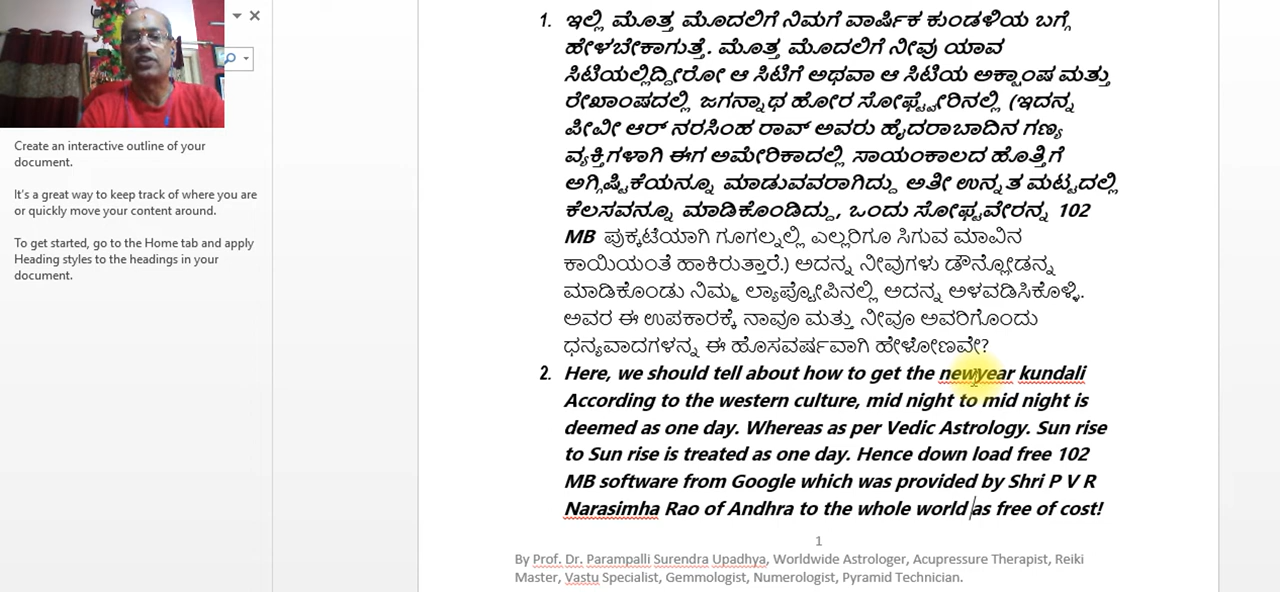 Create an interactive outline of your
document.
It's a great way to keep track of where you are
or quickly move your content around.
To get started, go to the Home tab and apply
Heading styles to the headings in your
document.
1. ಇಲ್ಲಿ ಮೊತ್ತ ಮೊದಲಿಗೆ ನಿಮಗೆ ವಾರ್ಷಿಕ ಕುಂಡಳಿಯ ಬಗ್ಗೆ
ಹೇಳಬೇಕಾಗುತ್ತೆ. ಮೊತ್ತ ಮೊದಲಿಗೆ ನೀವು ಯಾವ
ಸಿಟಿಯಲ್ಲಿದ್ದೀರೋ ಆ ಸಿಟಿಗೆ ಅಥವಾ ಆ ಸಿಟಿಯ ಅಕ್ಷಾಂಷ ಮತ್ತು
ರೇಖಾಂಷದಲ್ಲಿ ಜಗನ್ನಾಥ ಹೋರ ಸೋಫ್ಟ್ವೇರಿನಲ್ಲಿ (ಇದನ್ನ
ಪೀವೀ ಆರ್ ನರಸಿಂಹ ರಾವ್ ಅವರು ಹೈದರಾಬಾದಿನ ಗಣ್ಯ
ವ್ಯಕ್ತಿಗಳಾಗಿ ಈಗ ಅಮೇರಿಕಾದಲ್ಲಿ ಸಾಯಂಕಾಲದ ಹೊತ್ತಿಗೆ
ಅಗ್ನಿಷ್ಟಿಕೆಯನ್ನೂ ಮಾಡುವವರಾಗಿದ್ದು ಅತೀ ಉನ್ನತ ಮಟ್ಟದಲ್ಲಿ
ಕೆಲಸವನ್ನೂ ಮಾಡಿಕೊಂಡಿದ್ದು, ಒಂದು ಸೋಫ್ಟವೇರನ್ನ 102
MB ಪುಕ್ಕಟೆಯಾಗಿ ಗೂಗಲ್ನಲ್ಲಿ ಎಲ್ಲರಿಗೂ ಸಿಗುವ ಮಾವಿನ
ಕಾಯಿಯಂತೆ ಹಾಕಿರುತ್ತಾರೆ.) ಅದನ್ನ ನೀವುಗಳು ಡೌನ್ಲೋಡನ್ನ
ಮಾಡಿಕೊಂಡು ನಿಮ್ಮ ಲ್ಯಾಪ್ಟೋಪಿನಲ್ಲಿ ಅದನ್ನ ಅಳವಡಿಸಿಕೊಳ್ಳಿ.
ಅವರ ಈ ಉಪಕಾರಕ್ಕೆ ನಾವೂ ಮತ್ತು ನೀವೂ ಅವರಿಗೊಂದು
ಧನ್ಯವಾದಗಳನ್ನ ಈ ಹೊಸವರ್ಷವಾಗಿ ಹೇಳೋಣವೇ?
2. Here, we should tell about how to get the newyear kundali
According to the western culture, mid night to mid night is
deemed as one day. Whereas as per Vedic Astrology. Sun rise
to Sun rise is treated as one day. Hence down load free 102
MB software from Google which was provided by Shri P V R
Narasimha Rao of Andhra to the whole world as free of cost!
1
By Prof. Dr. Parampalli Surendra Upadhya, Worldwide Astrologer, Acupressure Therapist, Reiki
Master, Vastu Specialist, Gemmologist, Numerologist, Pyramid Technician.